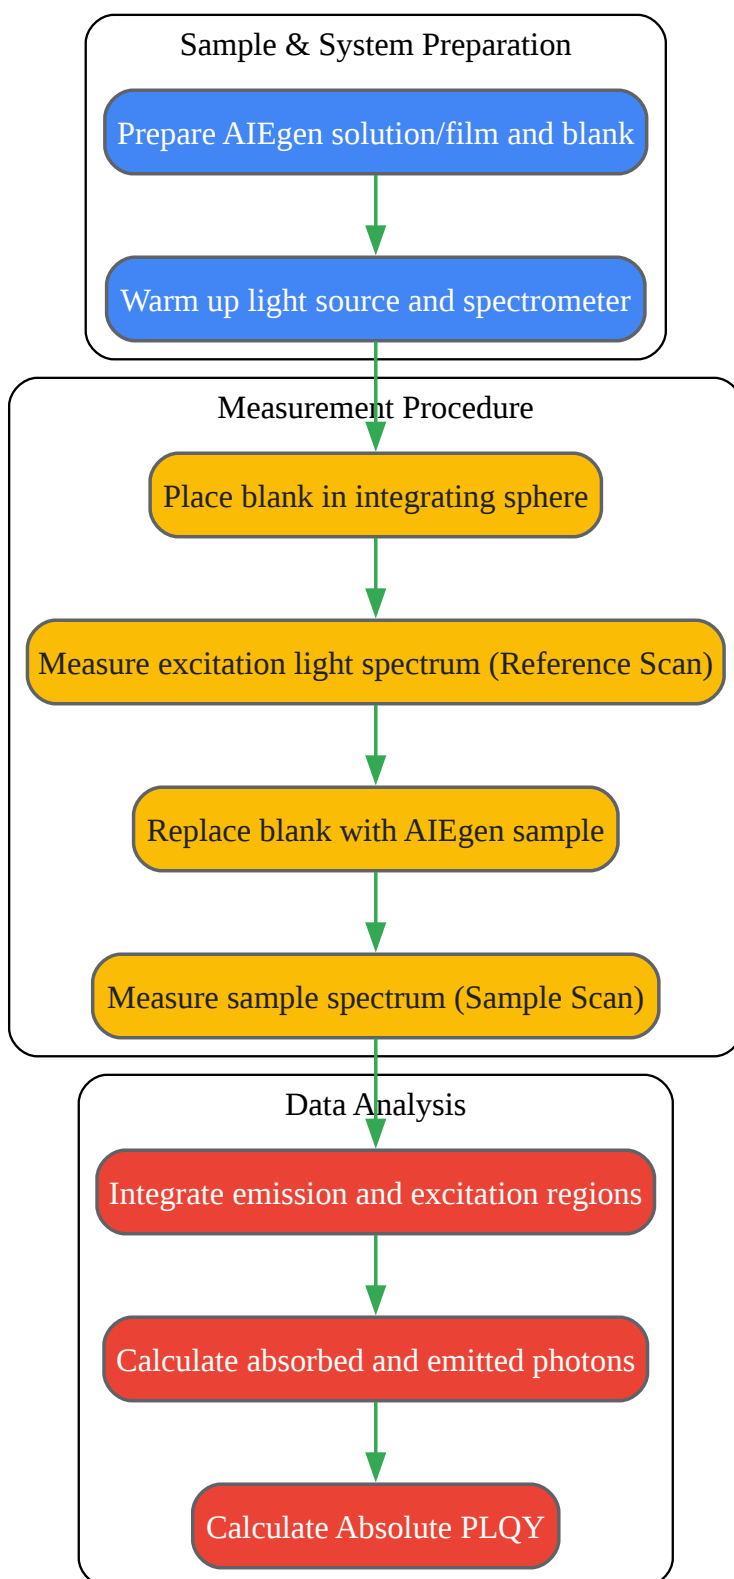 Sample & System Preparation
Prepare AIEgen solution/film and blank
Warm up light source and spectrometer
Measurement Procedure
Place blank in integrating sphere
Measure excitation light spectrum (Reference Scan)
Replace blank with AIEgen sample
Measure sample spectrum (Sample Scan)
Data Analysis
Integrate emission and excitation regions
Calculate absorbed and emitted photons
Calculate Absolute PLQY